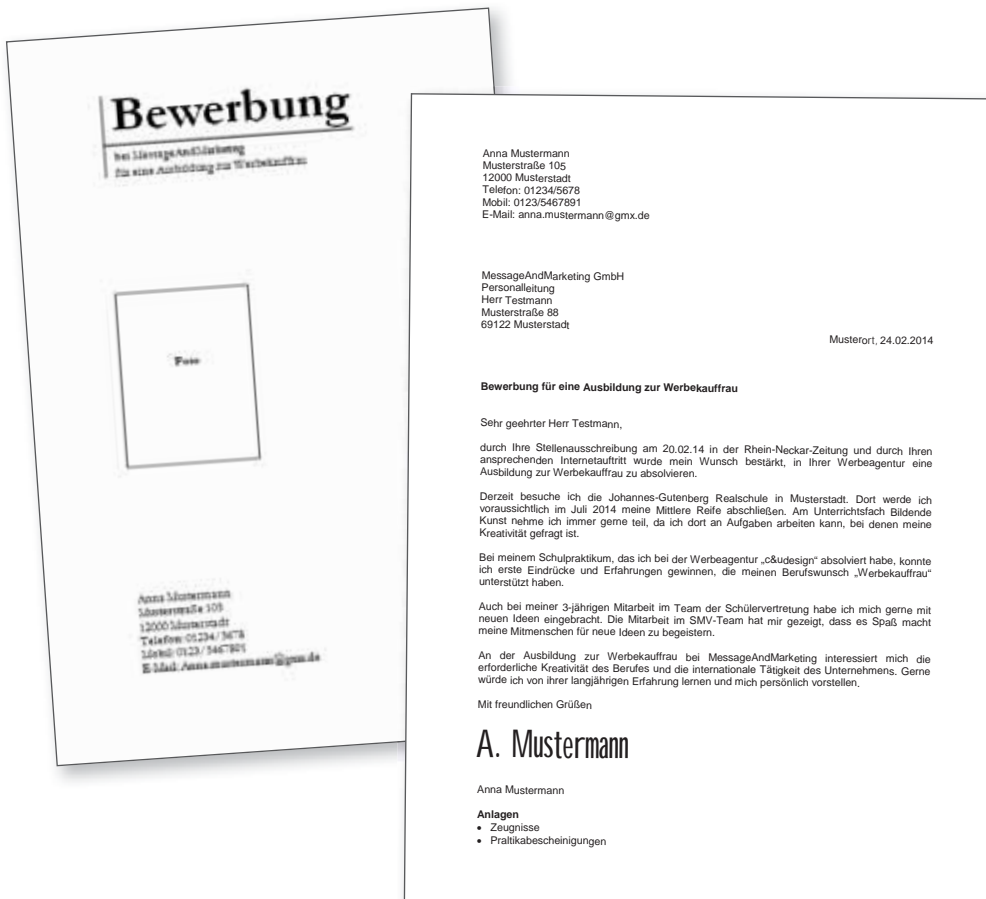 Bewerbung
bei MessageAndMarketing
für eine Ausbildung zur Werbekauffrau
Foto
Anna Mustermann
Musterstraße 105
12000 Musterstadt
Telefon: 01234/5678
Mobil: 0123/5467891
E-Mail: Anna.mustermann@gmx.de
Anna Mustermann
Musterstraße 105
12000 Musterstadt
Telefon: 01234/5678
Mobil: 0123/5467891
E-Mail: anna.mustermann@gmx.de
MessageAndMarketing GmbH
Personalleitung
Herr Testmann
Musterstraße 88
69122 Musterstadt
Musterort, 24.02.2014
Bewerbung für eine Ausbildung zur Werbekauffrau
Sehr geehrter Herr Testmann,
durch Ihre Stellenausschreibung am 20.02.14 in der Rhein-Neckar-Zeitung und durch Ihren
ansprechenden Internetauftritt wurde mein Wunsch bestärkt, in Ihrer Werbeagentur eine
Ausbildung zur Werbekauffrau zu absolvieren.
Derzeit besuche ich die Johannes-Gutenberg Realschule in Musterstadt. Dort werde ich
voraussichtlich im Juli 2014 meine Mittlere Reife abschließen. Am Unterrichtsfach Bildende
Kunst nehme ich immer gerne teil, da ich dort an Aufgaben arbeiten kann, bei denen meine
Kreativität gefragt ist.
Bei meinem Schulpraktikum, das ich bei der Werbeagentur „c&udesign“ absolviert habe, konnte
ich erste Eindrücke und Erfahrungen gewinnen, die meinen Berufswunsch „Werbekauffrau“
unterstützt haben.
Auch bei meiner 3-jährigen Mitarbeit im Team der Schülervertretung habe ich mich gerne mit
neuen Ideen eingebracht. Die Mitarbeit im SMV-Team hat mir gezeigt, dass es Spaß macht
meine Mitmenschen für neue Ideen zu begeistern.
An der Ausbildung zur Werbekauffrau bei MessageAndMarketing interessiert mich die
erforderliche Kreativität des Berufes und die internationale Tätigkeit des Unternehmens. Gerne
würde ich von ihrer langjährigen Erfahrung lernen und mich persönlich vorstellen.
Mit freundlichen Grüßen
A. Mustermann
Anna Mustermann
Anlagen
• Zeugnisse
• Praltikabescheinigungen